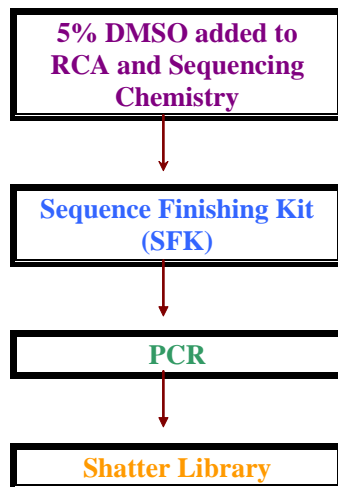 5% DMSO added to
RCA and Sequencing
Chemistry
Sequence Finishing Kit
(SFK)
PCR
Shatter Library